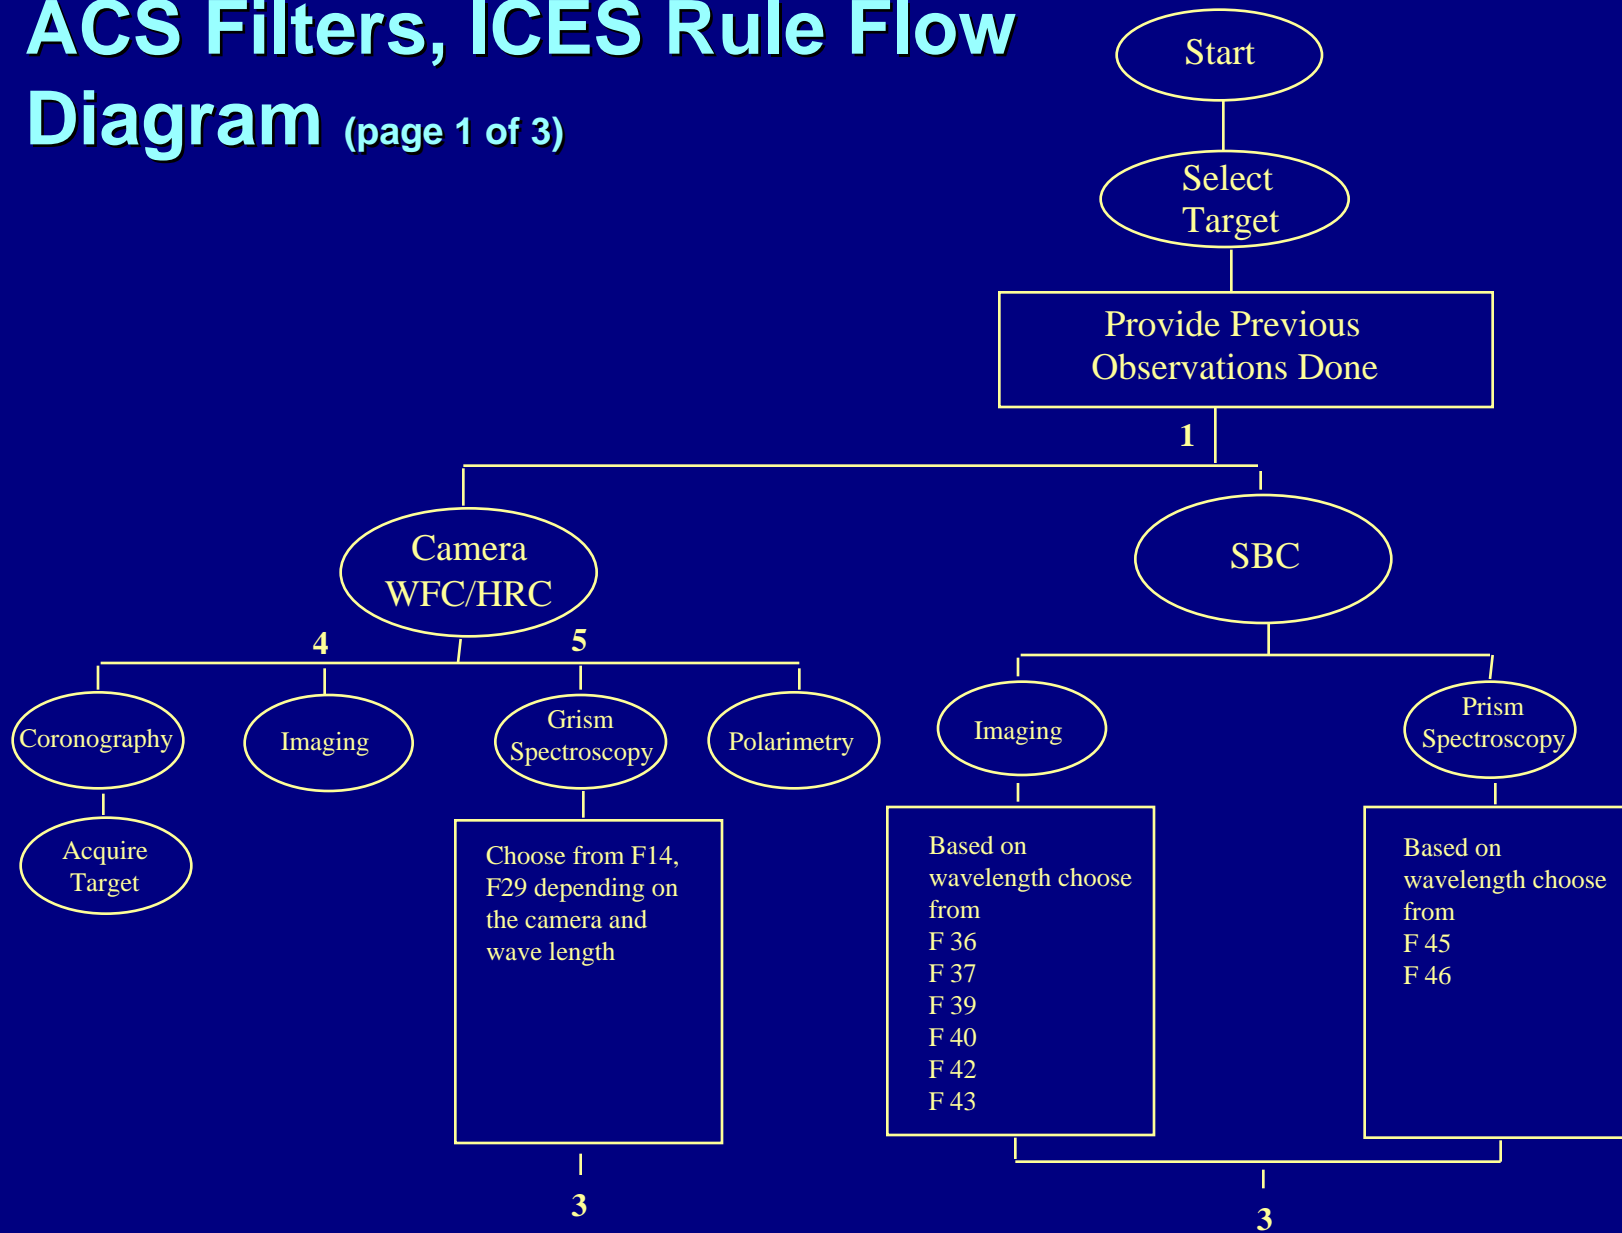 ACS Filters, ICES Rule Flow
Diagram (page 1 of 3)
Start
Select
Target
Provide Previous
Observations Done
1
Camera
WFC/HRC
SBC
4
5
Coronography
Imaging
Grism
Spectroscopy
Polarimetry
Imaging
Prism
Spectroscopy
Acquire
Target
Choose from F14,
F29 depending on
the camera and
wave length
Based on
wavelength choose
from
F 36
F 37
F 39
F 40
F 42
F 43
Based on
wavelength choose
from
F 45
F 46
3
3